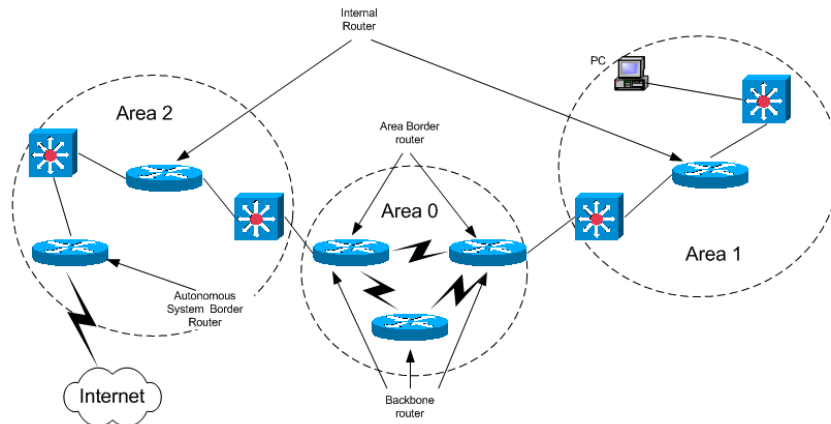 Internal
Router
PC
Area 2
Area Border
router
Area 0
Area 1
Autonomous
System Border
Router
Internet
Backbone
router